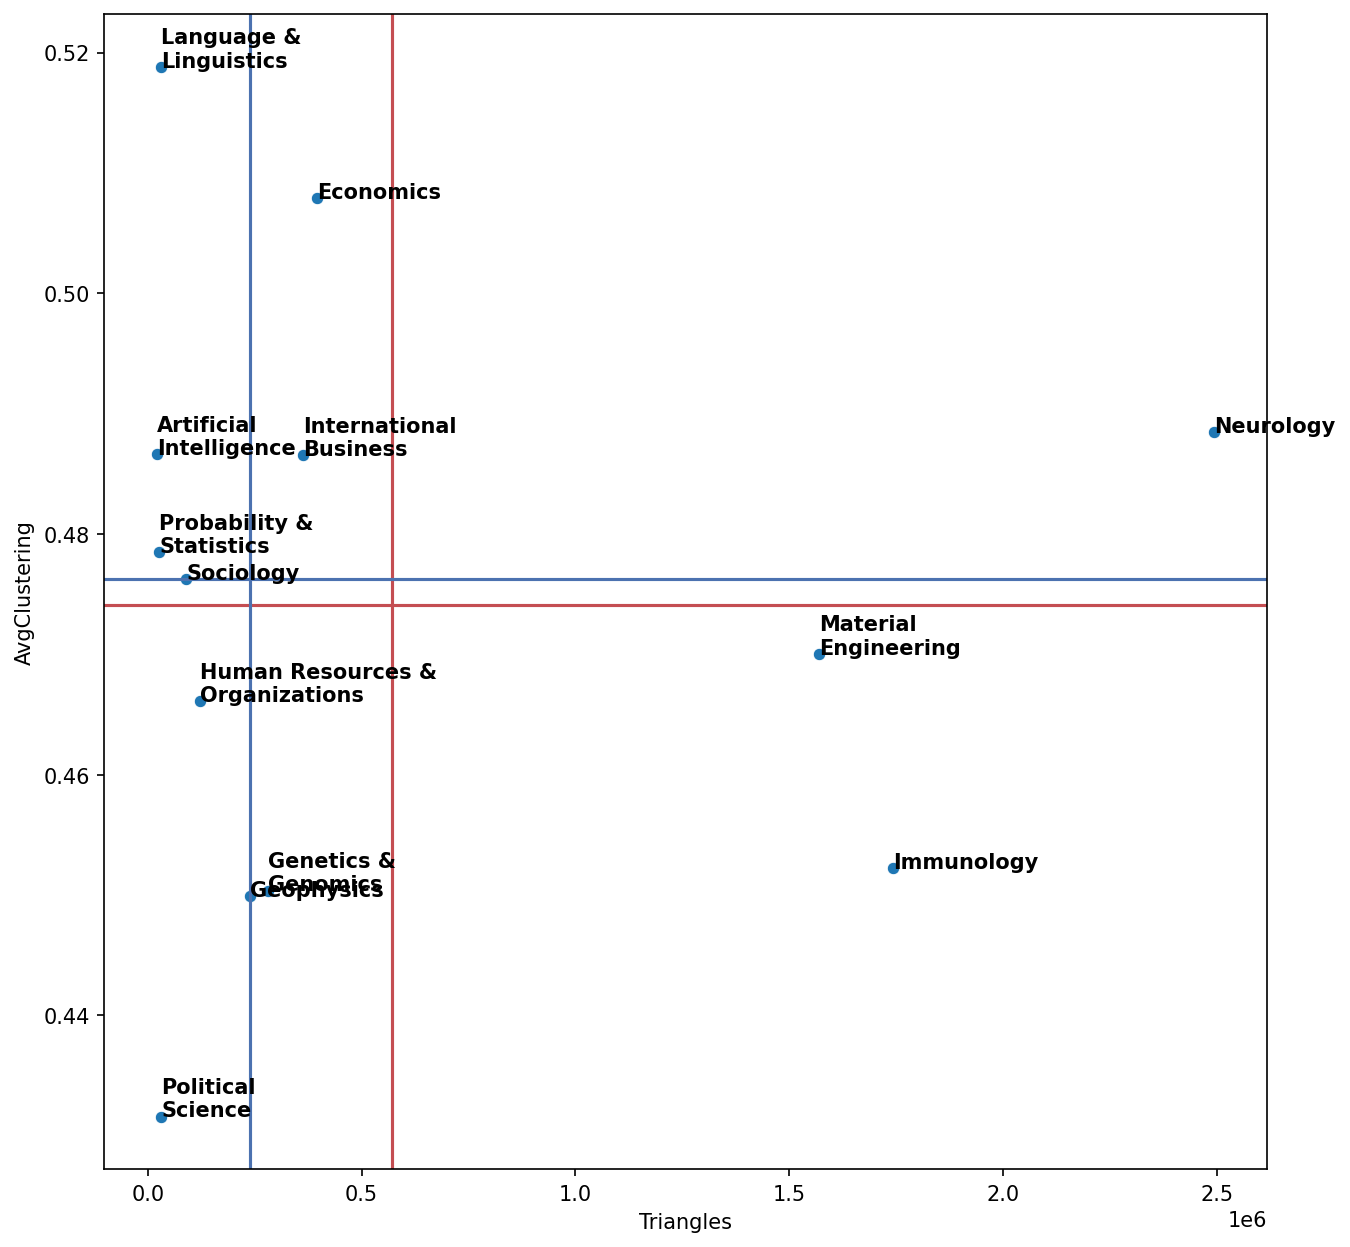 Language &
Linguistics
0.52
Economics
0.50
Artificial
Intelligence
International
Business
Neurology
Probability &
Statistics
0.48
Sociology
AvgClustering
Material
Engineering
Human Resources &
Organizations
0.46
Genetics &
Genomics
Geophysics
Immunology
0.44
Political
Science
0.0 0.5 1.0 1.5 2.0 2.5
Triangles
1e6